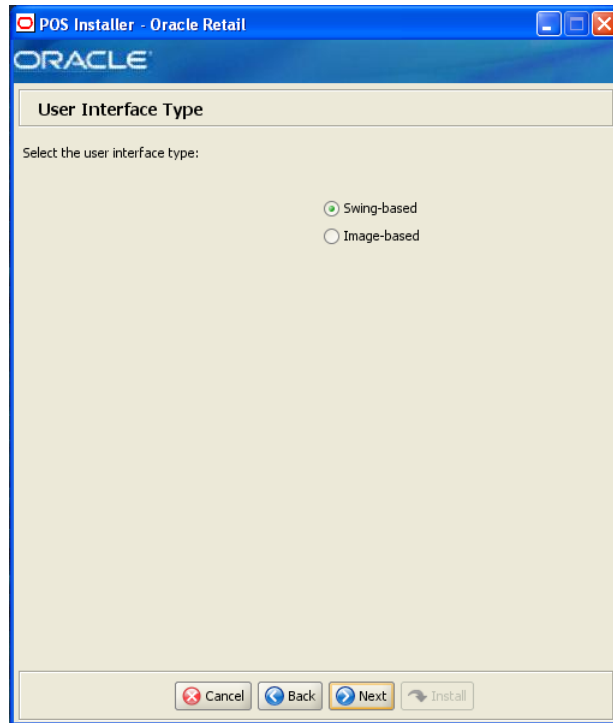 POS Installer - Oracle Retail
ORACLE
User Interface Type
Select the user interface type:
Swing-based
Image-based
Cancel Back Next Install